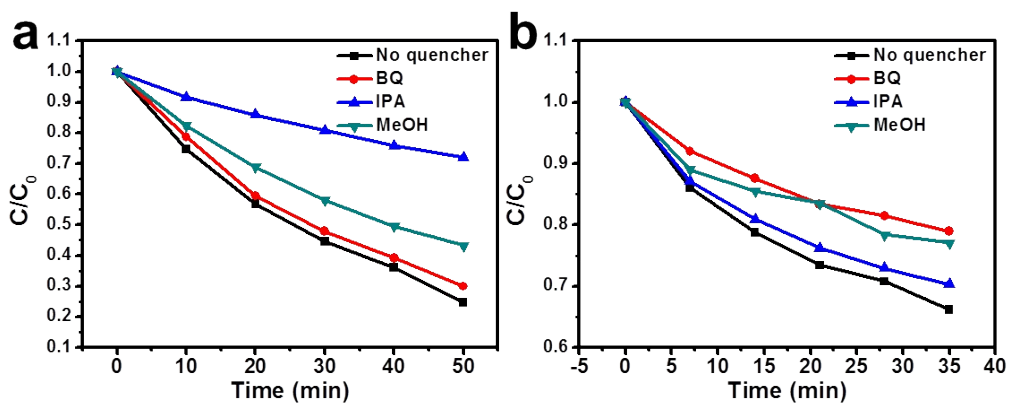 a
1.1
1.0
0.9
0.8
0.7
0.6
0.5
0.4
0.3
0.2
0.1
C/C0
0 10 20 30 40 50
Time (min)
No quencher
BQ
IPA
MeOH
b
1.1
1.0
0.9
0.8
0.7
0.6
C/C0
-5 0 5 10 15 20 25 30 35 40
Time (min)
No quencher
BQ
IPA
MeOH